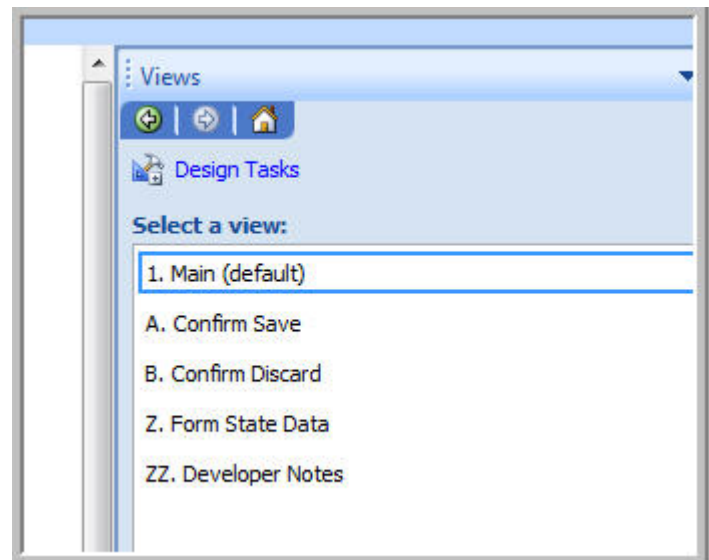 Views
Design Tasks
Select a view:
1. Main (default)
A. Confirm Save
B. Confirm Discard
Z. Form State Data
ZZ. Developer Notes